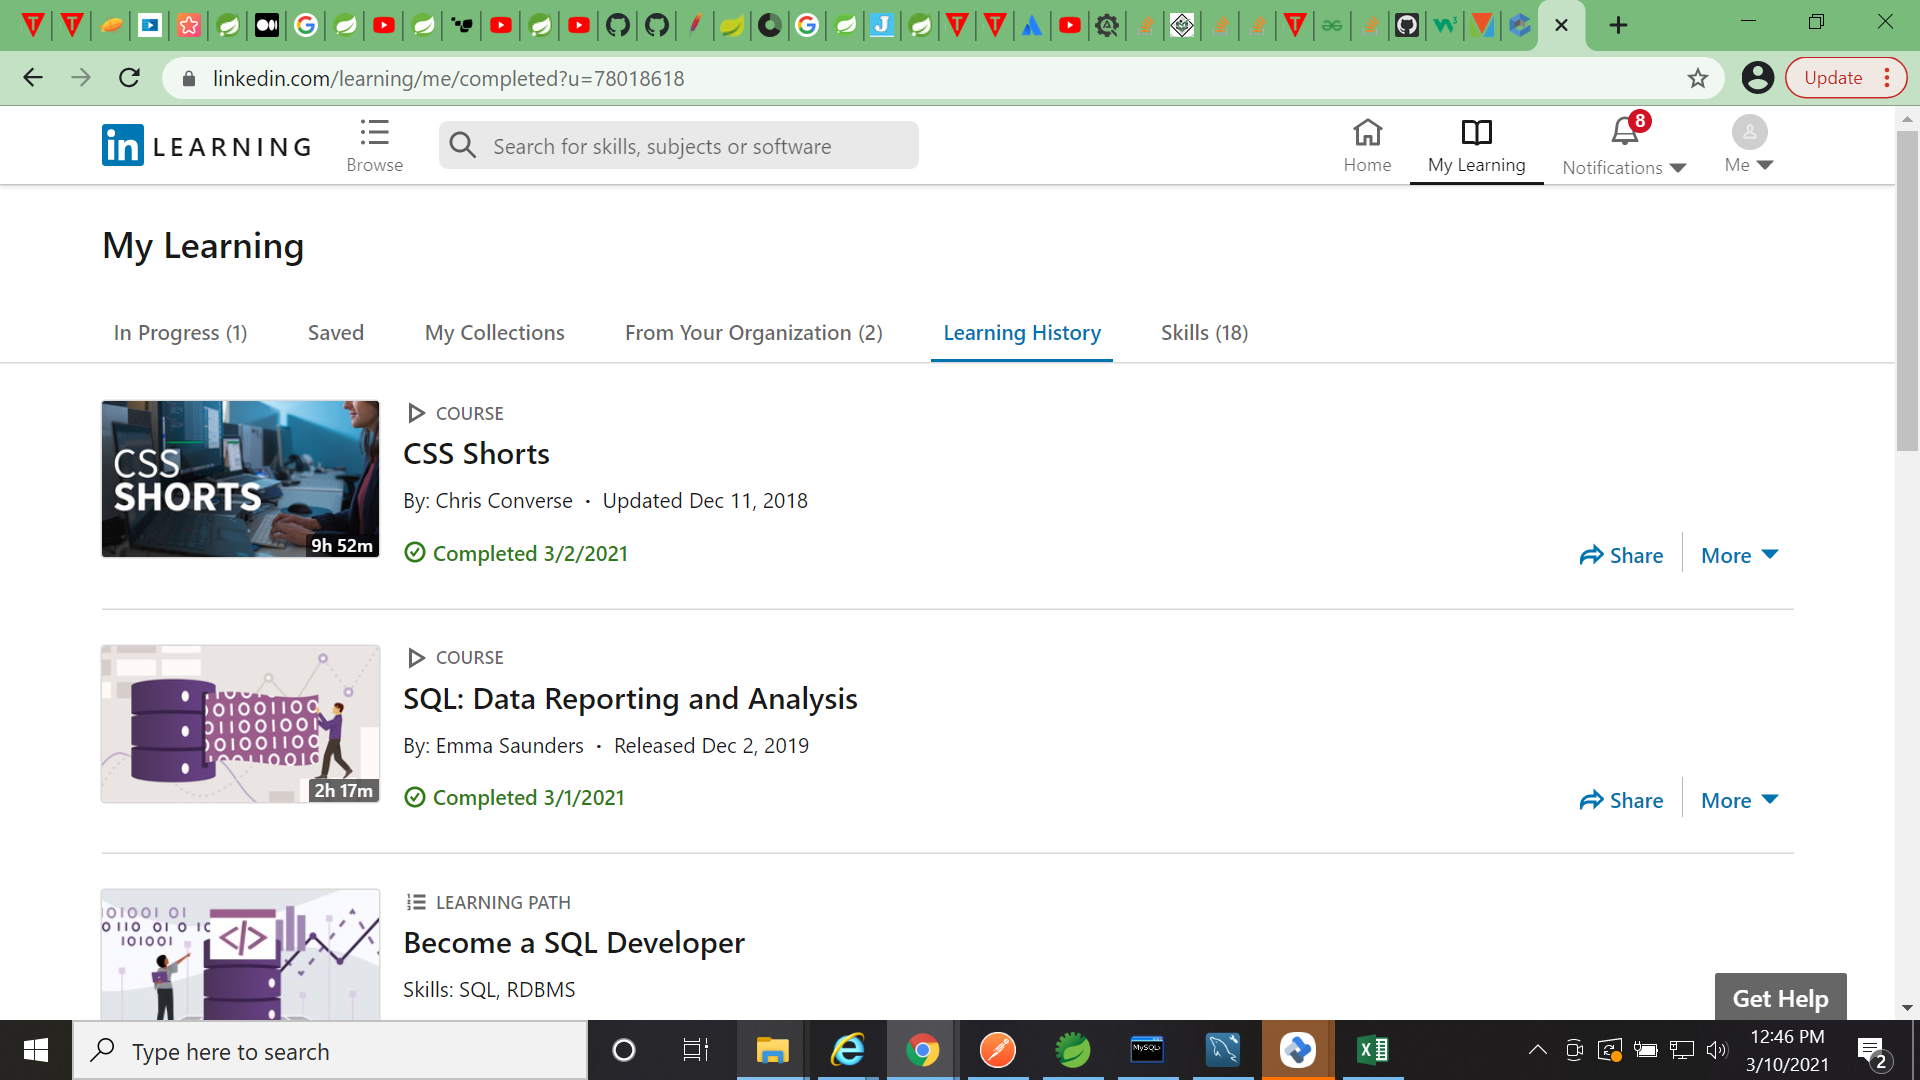 linkedin.com/learning/me/completed?u=78018618
Update
in LEARNING
Browse
Search for skills, subjects or software
Home
My Learning
8
Notifications
Me
My Learning
In Progress (1)
Saved
My Collections
From Your Organization (2)
Learning History
Skills (18)
CSS
SHORTS
9h 52m
COURSE
CSS Shorts
By: Chris Converse • Updated Dec 11, 2018
Completed 3/2/2021
Share
More
2h 17m
COURSE
SQL: Data Reporting and Analysis
By: Emma Saunders • Released Dec 2, 2019
Completed 3/1/2021
Share
More
LEARNING PATH
Become a SQL Developer
Skills: SQL, RDBMS
Get Help
Type here to search
12:46 PM
3/10/2021
2